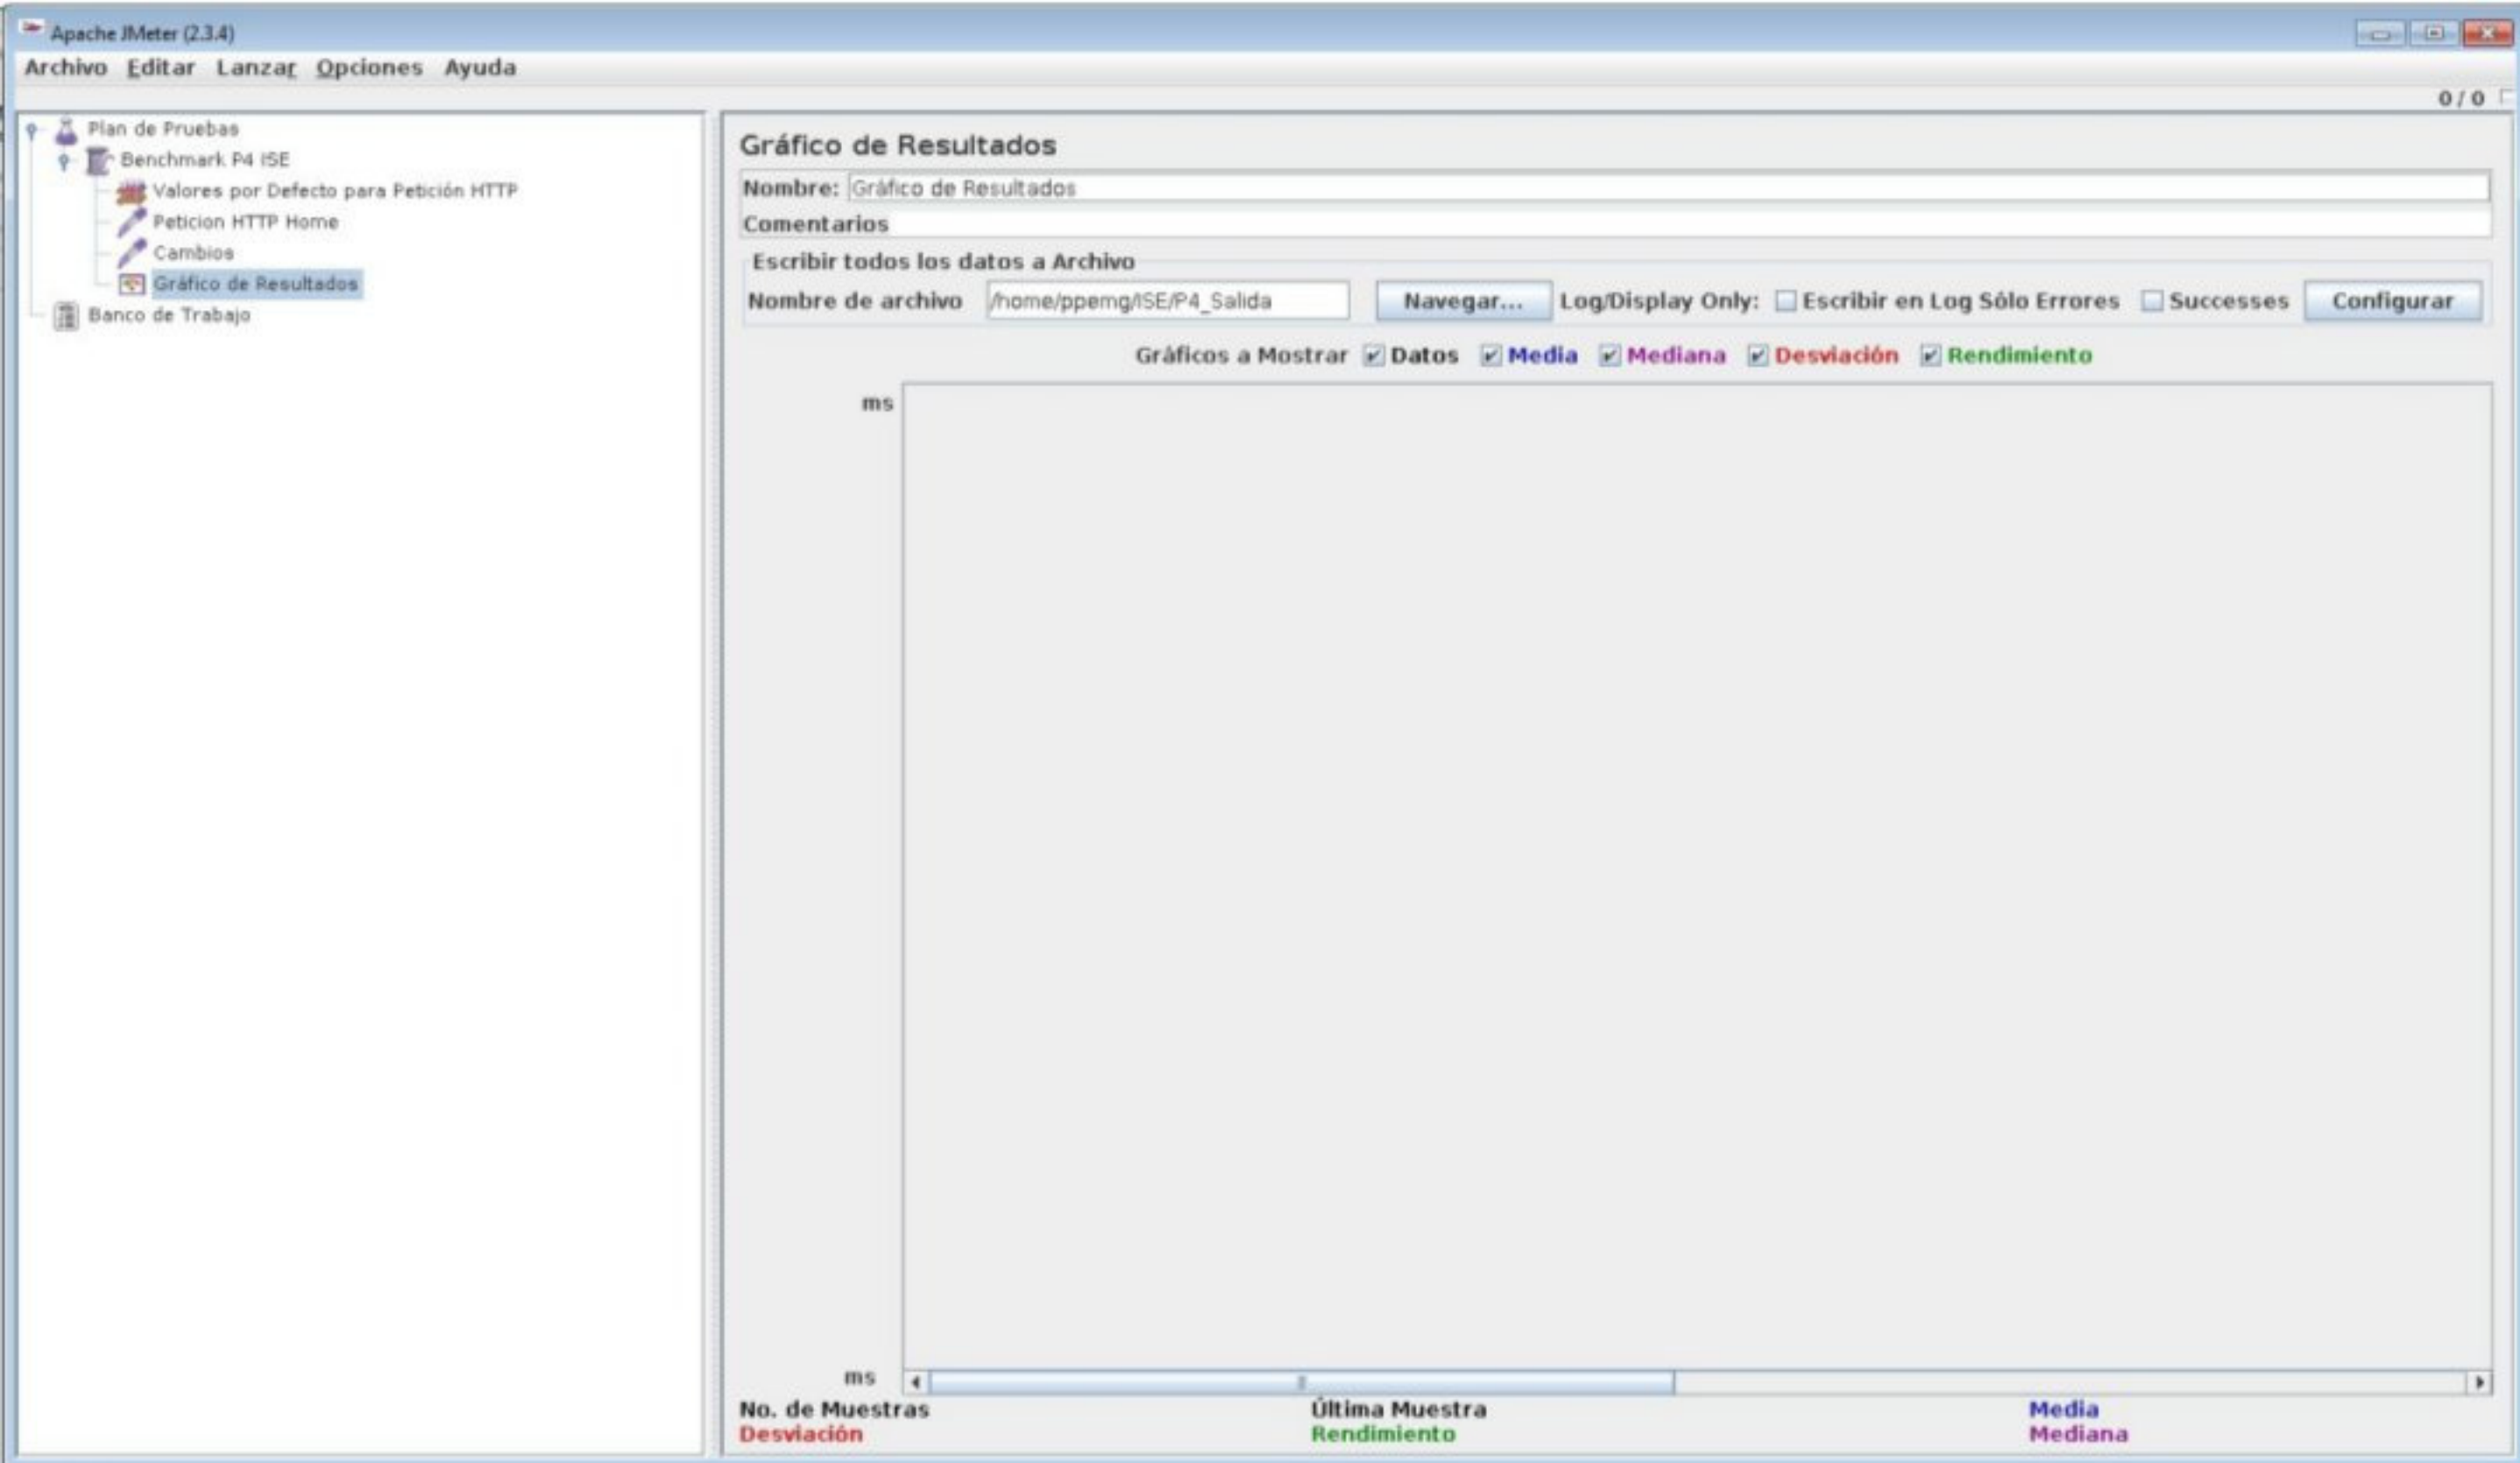 Apache JMeter (2.3.4)
Archivo Editar Lanzar Opciones Ayuda
0 / 0
Plan de Pruebas
Benchmark P4 ISE
Valores por Defecto para Petición HTTP
Peticion HTTP Home
Cambios
Gráfico de Resultados
Banco de Trabajo
Gráfico de Resultados
Nombre: Gráfico de Resultados
Comentarios
Escribir todos los datos a Archivo
Nombre de archivo /home/ppemg/ISE/P4_Salida Navegar... Log/Display Only: Escribir en Log Sólo Errores Successes Configurar
Gráficos a Mostrar Datos Media Mediana Desviación Rendimiento
ms
ms
No. de Muestras Última Muestra Media
Desviación Rendimiento Mediana